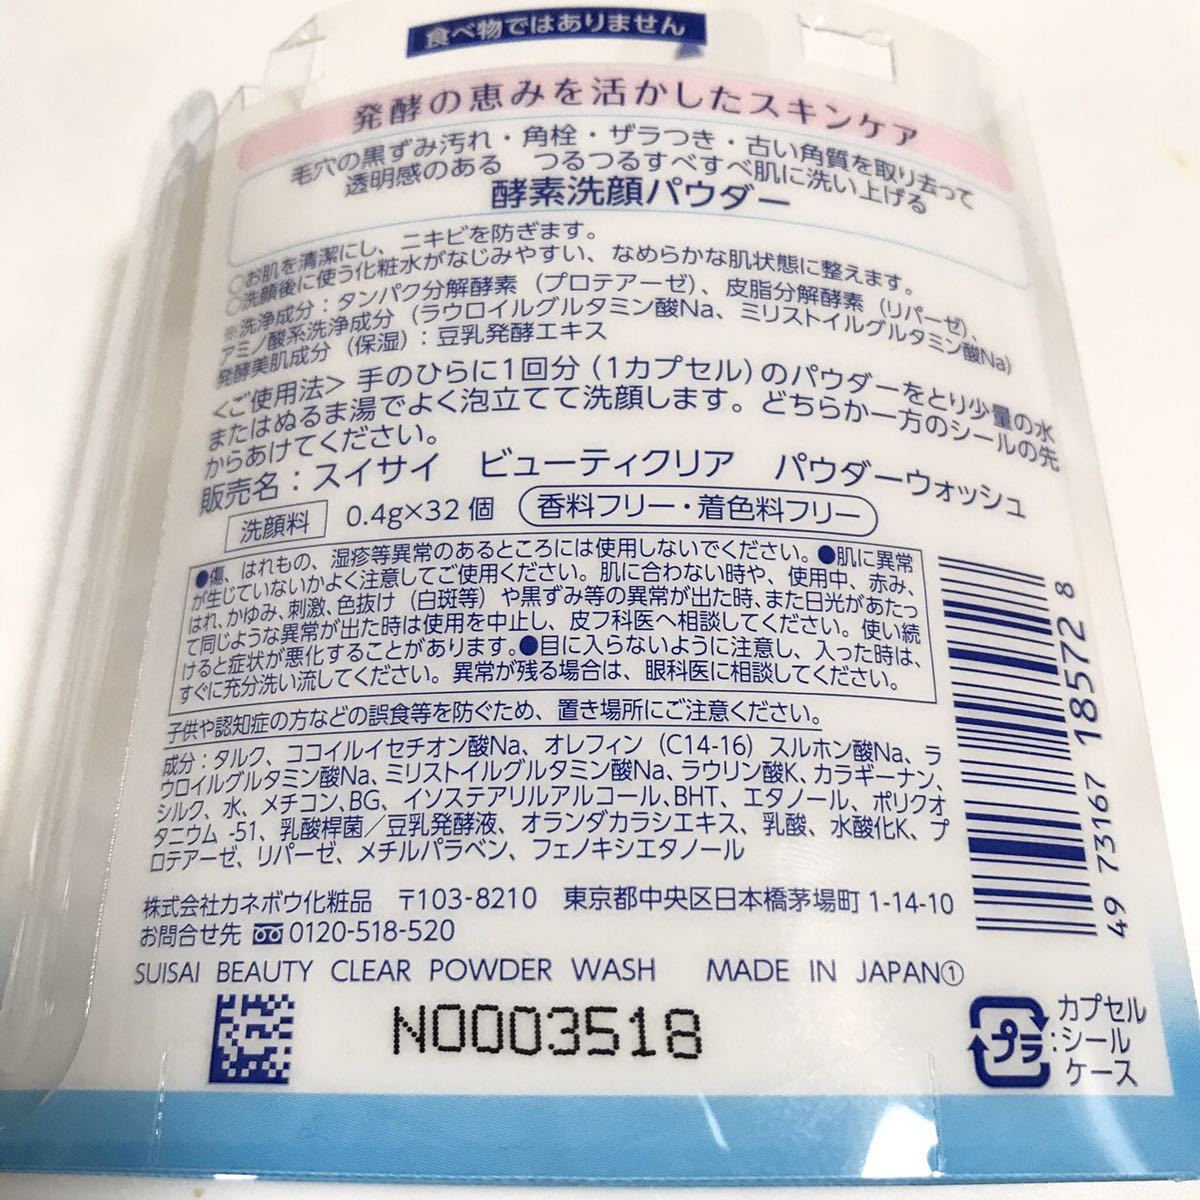 食べ物ではありません
発酵の恵みを活かしたスキンケア
毛穴の黒ずみ汚れ・角栓・ザラつき・古い角質を取り去って
透明感のある つるつるすべすべ肌に洗い上げる
酵素洗顔パウダー
○お肌を清潔にし、ニキビを防ぎます。
○洗顔後に使う化粧水がなじみやすい、なめらかな肌状態に整えます。
※洗浄成分：タンパク分解酵素（プロテアーゼ）、皮脂分解酵素（リパーゼ）、
アミノ酸系洗浄成分（ラウロイルグルタミン酸Na、ミリストイルグルタミン酸Na）
発酵美肌成分（保湿）：豆乳発酵エキス
＜ご使用法＞手のひらに1回分（1カプセル）のパウダーをとり少量の水
またはぬるま湯でよく泡立てて洗顔します。どちらか一方のシールの先
からあけてください。
販売名：スイサイ ビューティクリア パウダーウォッシュ
洗顔料 0.4g×32個 香料フリー・着色料フリー
●傷、はれもの、湿疹等異常のあるところには使用しないでください。●肌に異常
が生じていないかよく注意してご使用ください。肌に合わない時や、使用中、赤み、
はれ、かゆみ、刺激、色抜け（白斑等）や黒ずみ等の異常が出た時、また日光があたっ
て同じような異常が出た時は使用を中止し、皮フ科医へ相談してください。使い続
けると症状が悪化することがあります。●目に入らないように注意し、入った時は、
すぐに充分洗い流してください。異常が残る場合は、眼科医に相談してください。
子供や認知症の方などの誤食等を防ぐため、置き場所にご注意ください。
成分：タルク、ココイルイセチオン酸Na、オレフィン（C14-16）スルホン酸Na、ラ
ウロイルグルタミン酸Na、ミリストイルグルタミン酸Na、ラウリン酸K、カラギーナン、
シルク、水、メチコン、BG、イソステアリルアルコール、BHT、エタノール、ポリクオ
タニウム-51、乳酸桿菌／豆乳発酵液、オランダカラシエキス、乳酸、水酸化K、プ
ロテアーゼ、リパーゼ、メチルパラベン、フェノキシエタノール
株式会社カネボウ化粧品 〒103-8210 東京都中央区日本橋茅場町1-14-10
お問合せ先 0120-518-520
SUISAI BEAUTY CLEAR POWDER WASH MADE IN JAPAN①
N0003518
プラ
カプセル
:シール
ケース
49 73167 18572 8